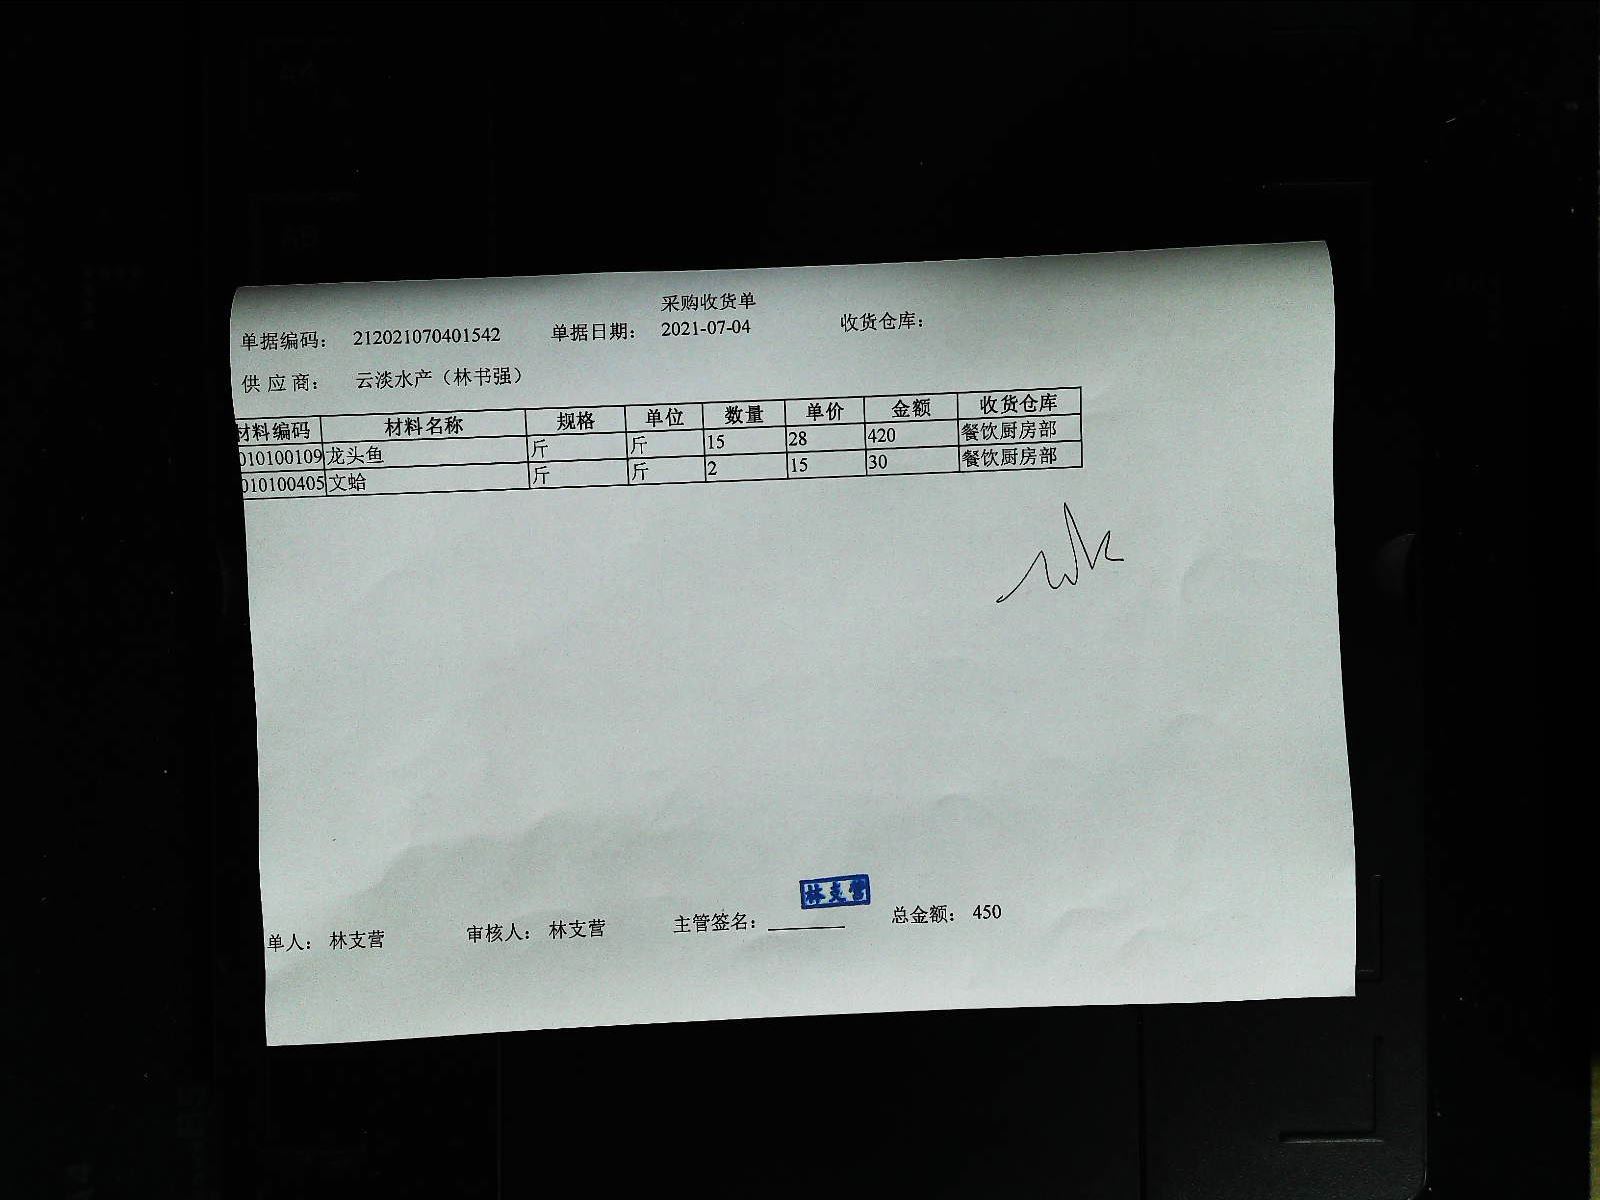 采购收货单
单据编码： 212021070401542 单据日期： 2021-07-04 收货仓库：
供 应 商： 云淡水产（林书强）
材料编码 材料名称 规格 单位 数量 单价 金额 收货仓库
010100109 龙头鱼 斤 斤 15 28 420 餐饮厨房部
010100405 文蛤 斤 斤 2 15 30 餐饮厨房部
林支营
单人： 林支营 审核人： 林支营 主管签名：________ 总金额： 450